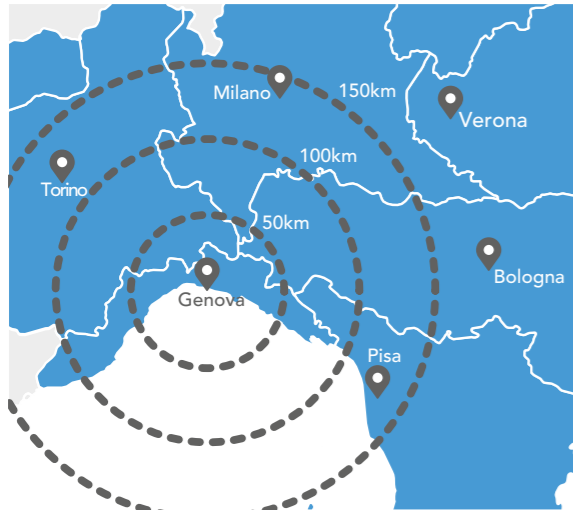 Milano
150km
Verona
100km
Torino
50km
Bologna
Genova
Pisa